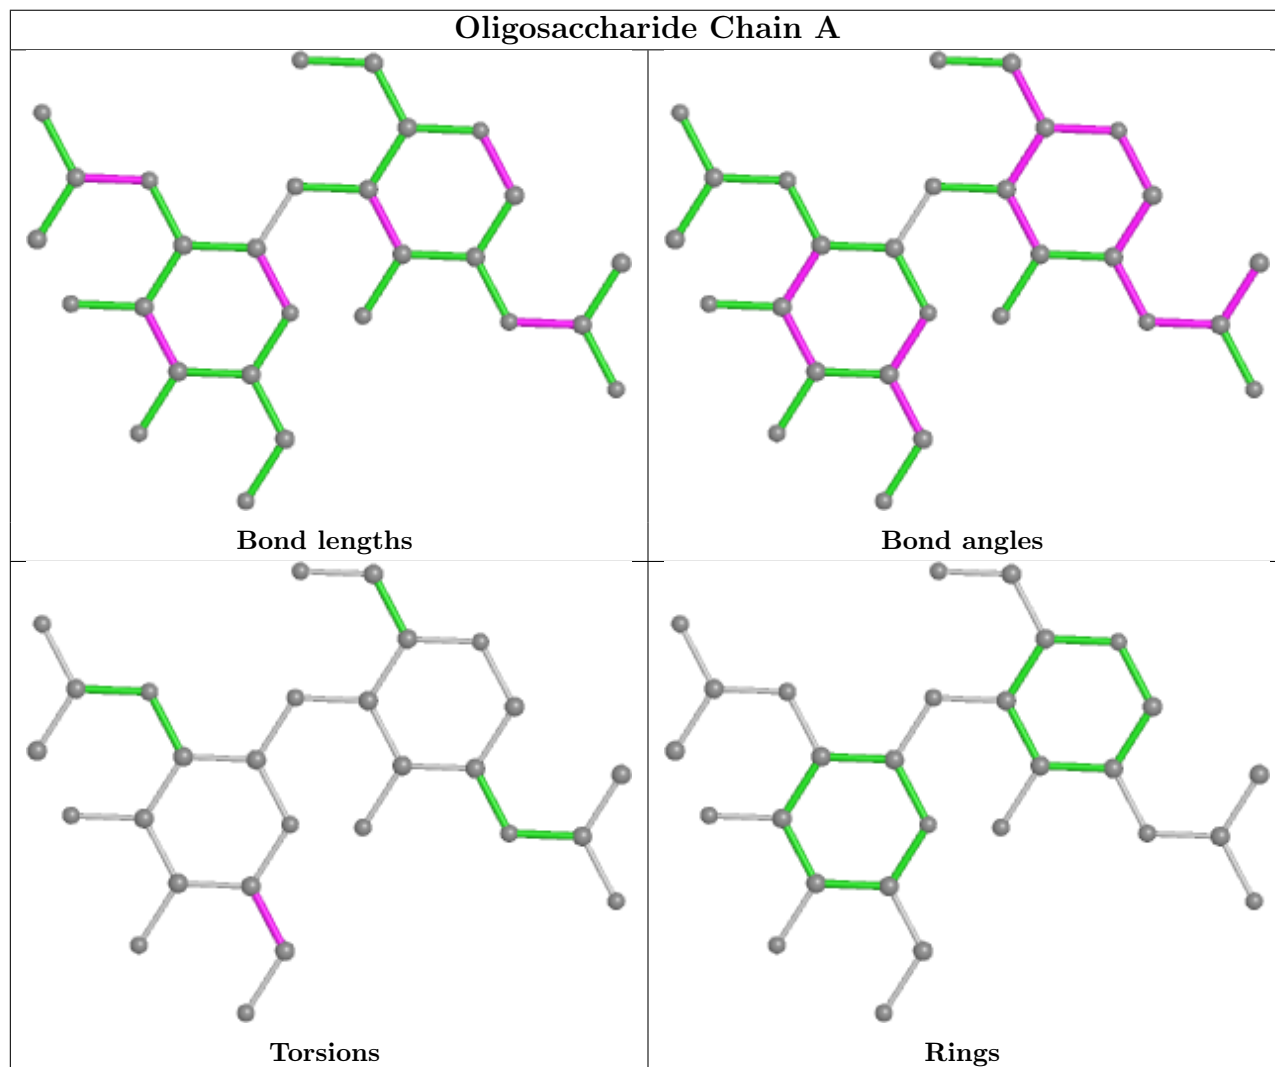 Oligosaccharide Chain A
Bond lengths
Bond angles
Torsions
Rings